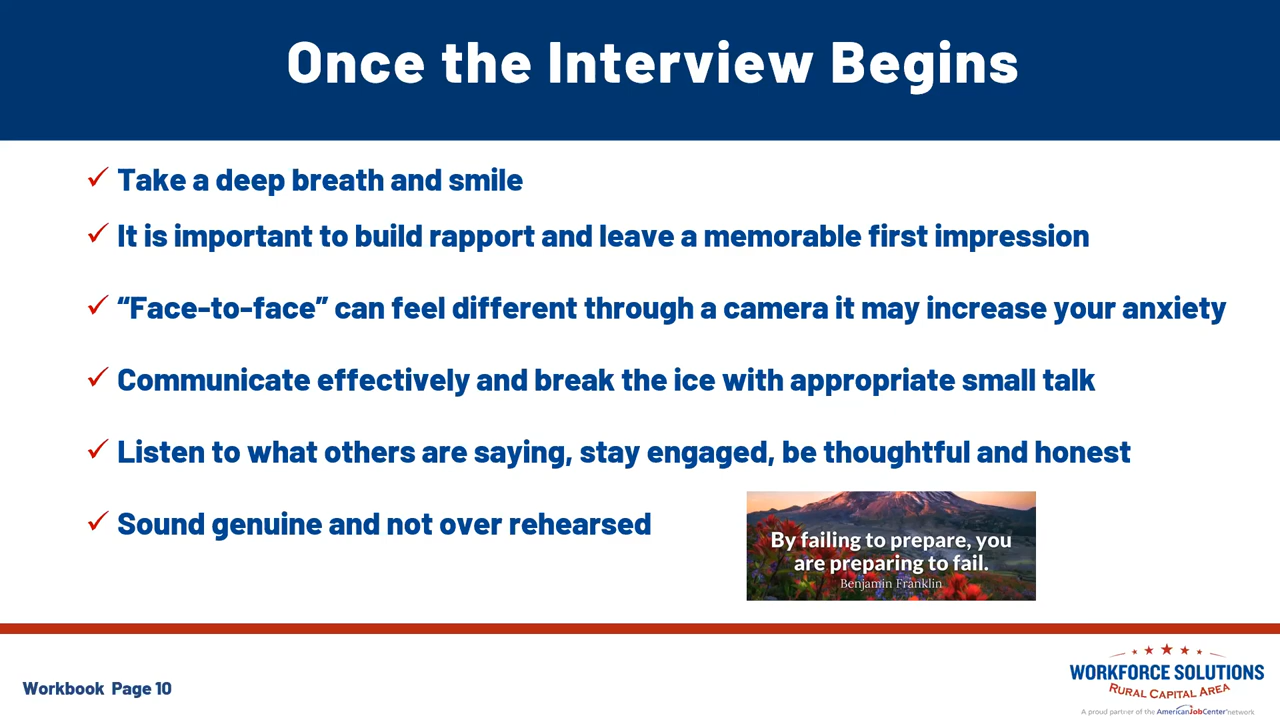 Once the Interview Begins
✓ Take a deep breath and smile
✓ It is important to build rapport and leave a memorable first impression
✓ “Face-to-face” can feel different through a camera it may increase your anxiety
✓ Communicate effectively and break the ice with appropriate small talk
✓ Listen to what others are saying, stay engaged, be thoughtful and honest
✓ Sound genuine and not over rehearsed
By failing to prepare, you
are preparing to fail.
Benjamin Franklin
Workbook Page 10
WORKFORCE SOLUTIONS
RURAL CAPITAL AREA
A proud partner of the AmericanJobCenter network